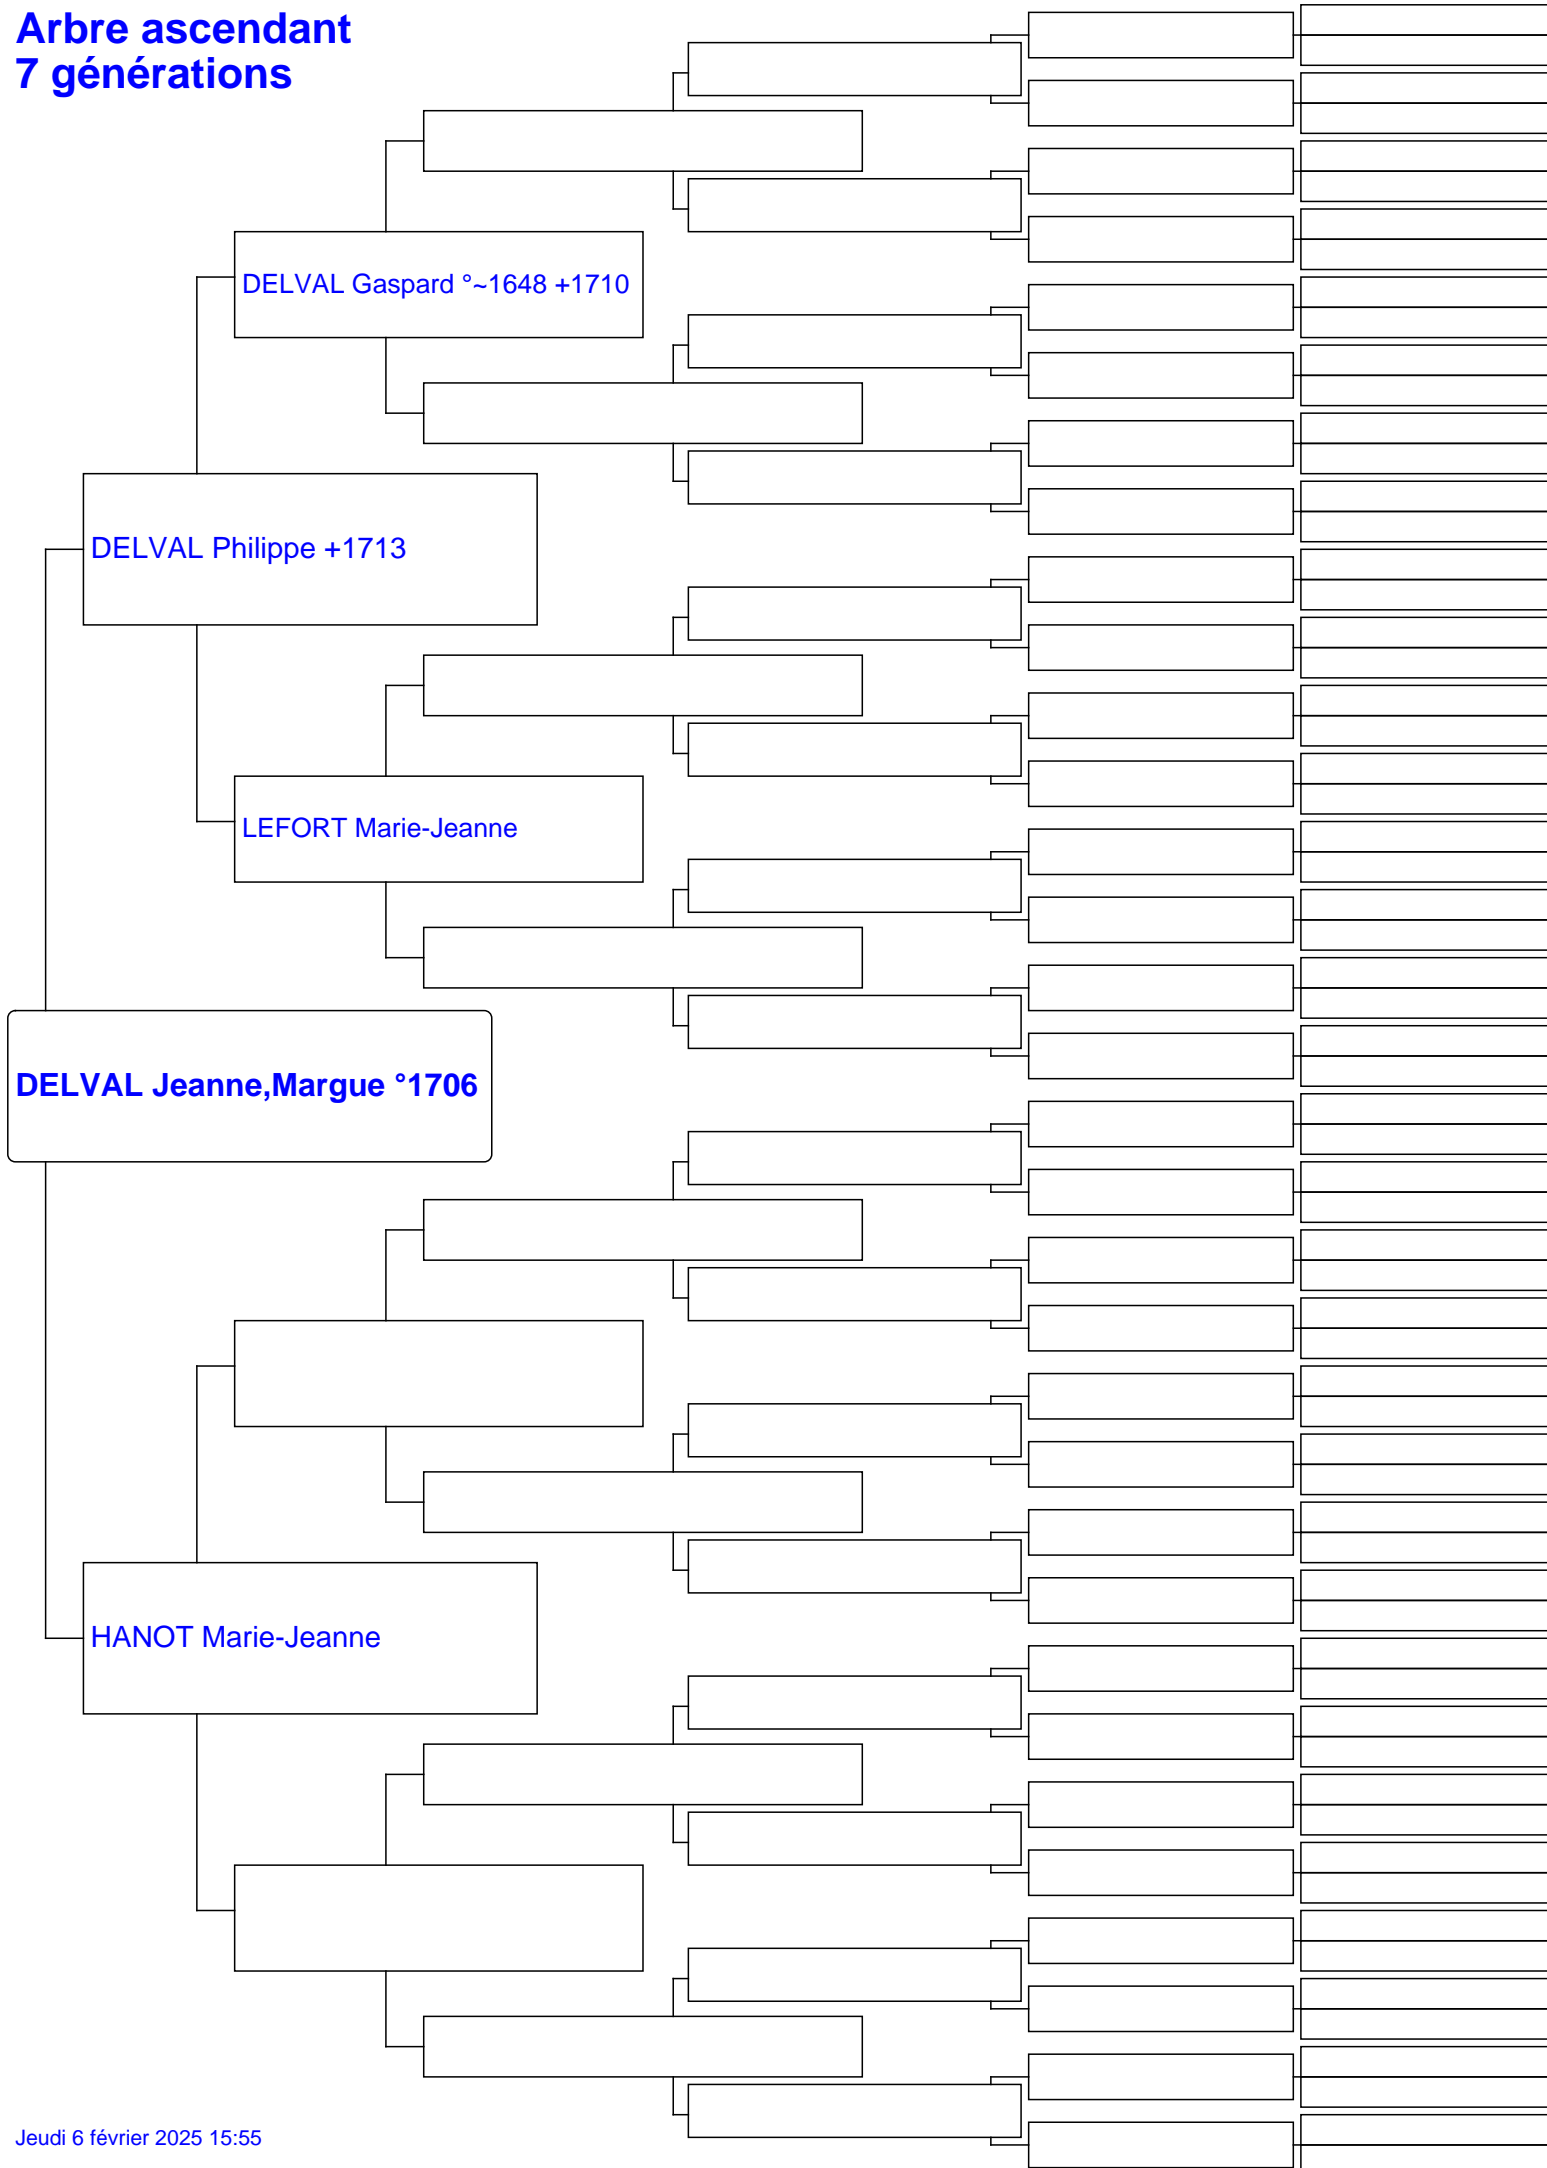 Arbre ascendant
7 générations
DELVAL Gaspard °~1648 +1710
DELVAL Philippe +1713
LEFORT Marie-Jeanne
DELVAL Jeanne,Margue °1706
HANOT Marie-Jeanne
Jeudi 6 février 2025 15:55